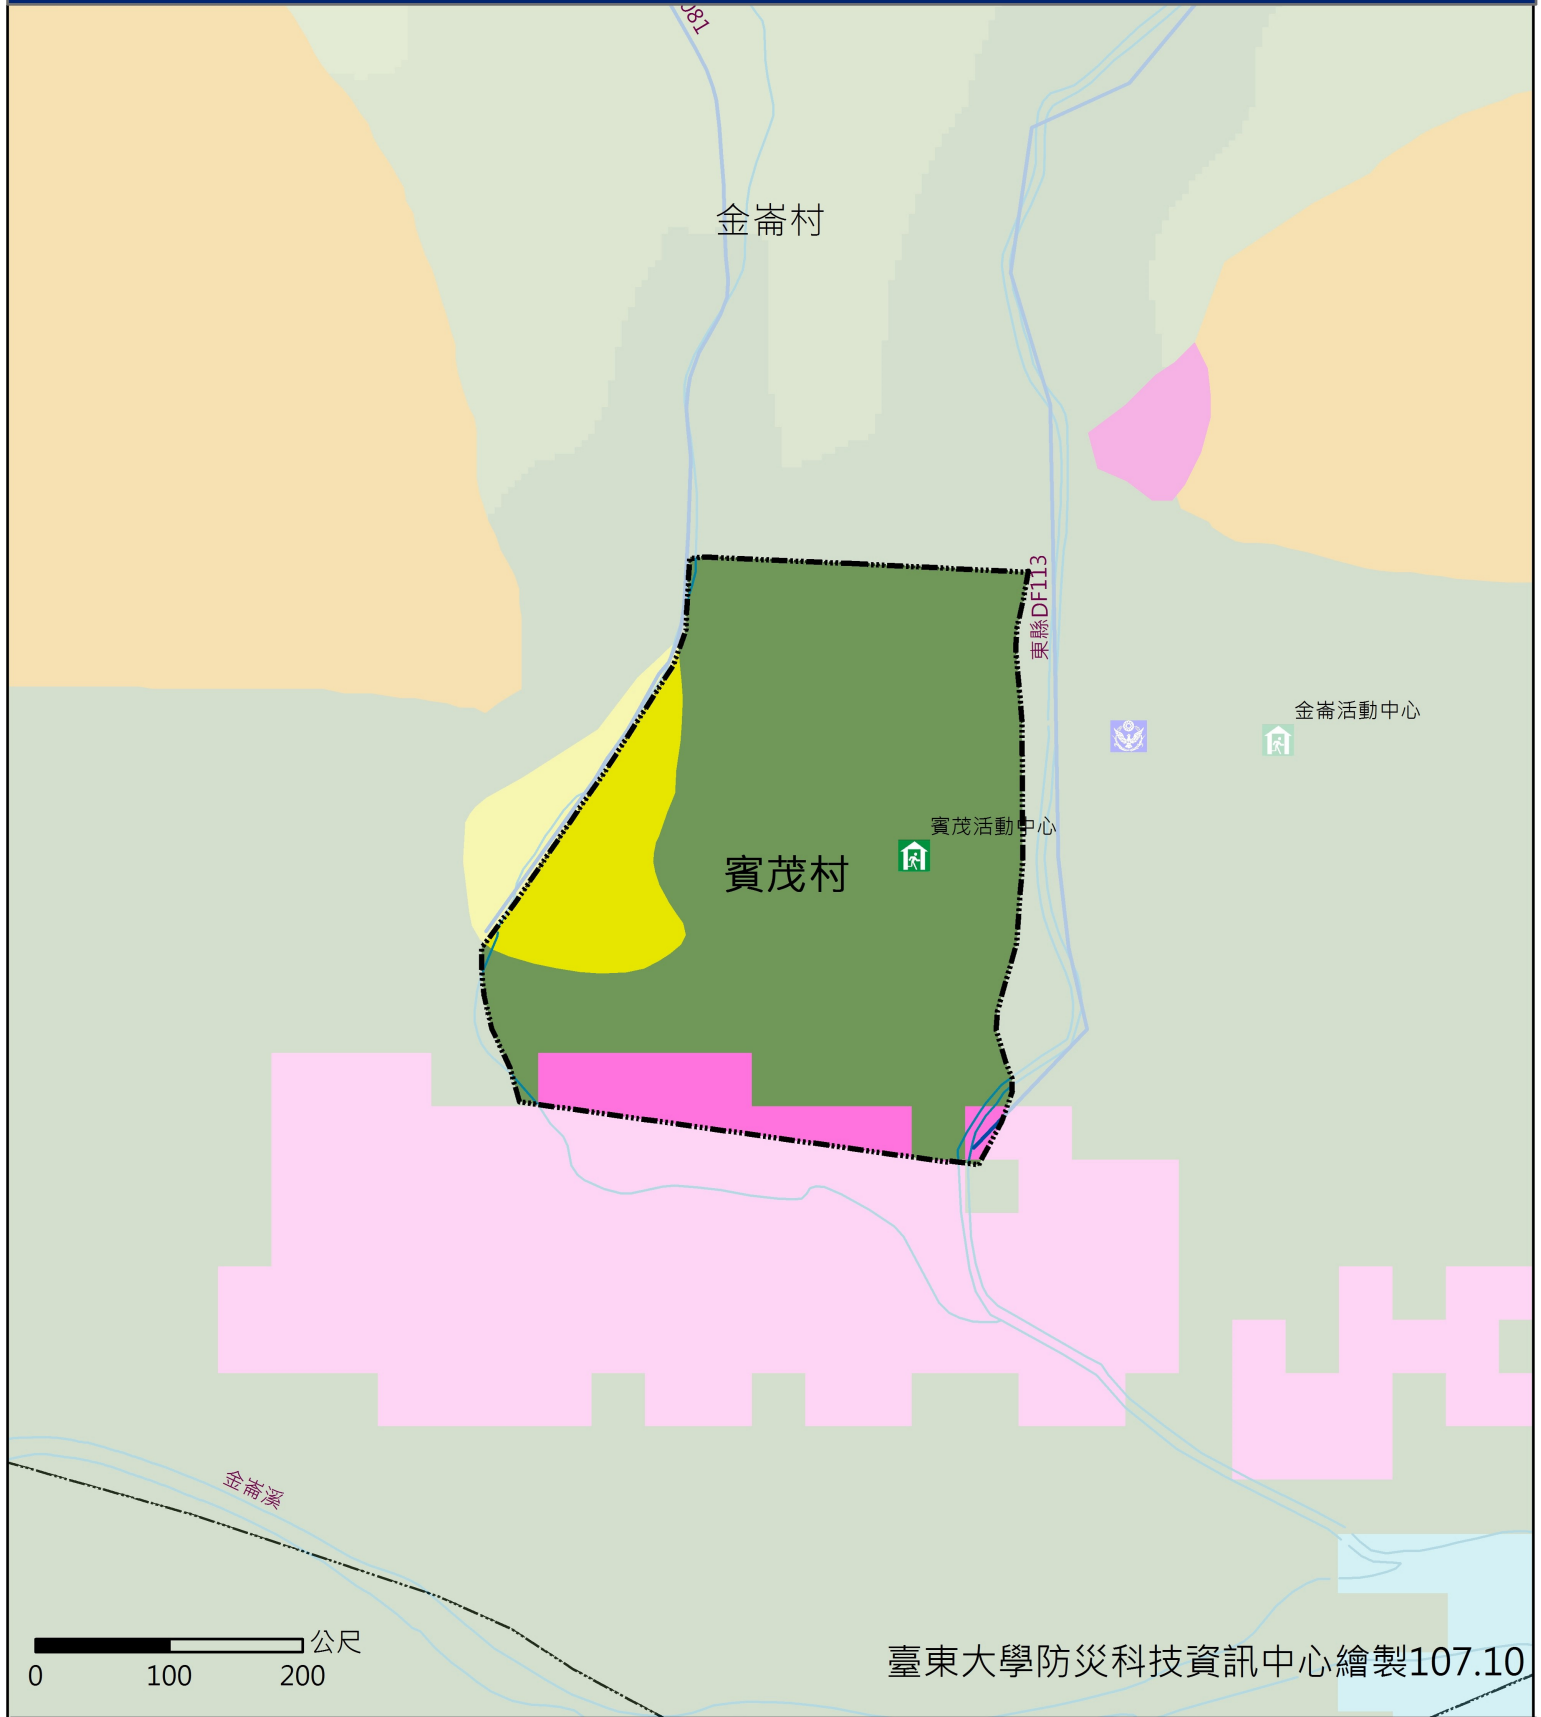 081
金崙村
東縣DF113
金崙活動中心
賓茂活動中心
賓茂村
金崙溪
公尺
0 100 200
臺東大學防災科技資訊中心繪製107.10